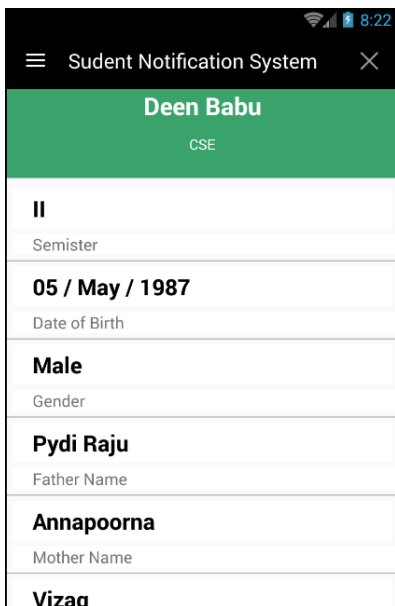 8:22
Sudent Notification System
Deen Babu
CSE
II
Semister
05 / May / 1987
Date of Birth
Male
Gender
Pydi Raju
Father Name
Annapoorna
Mother Name
Vizag